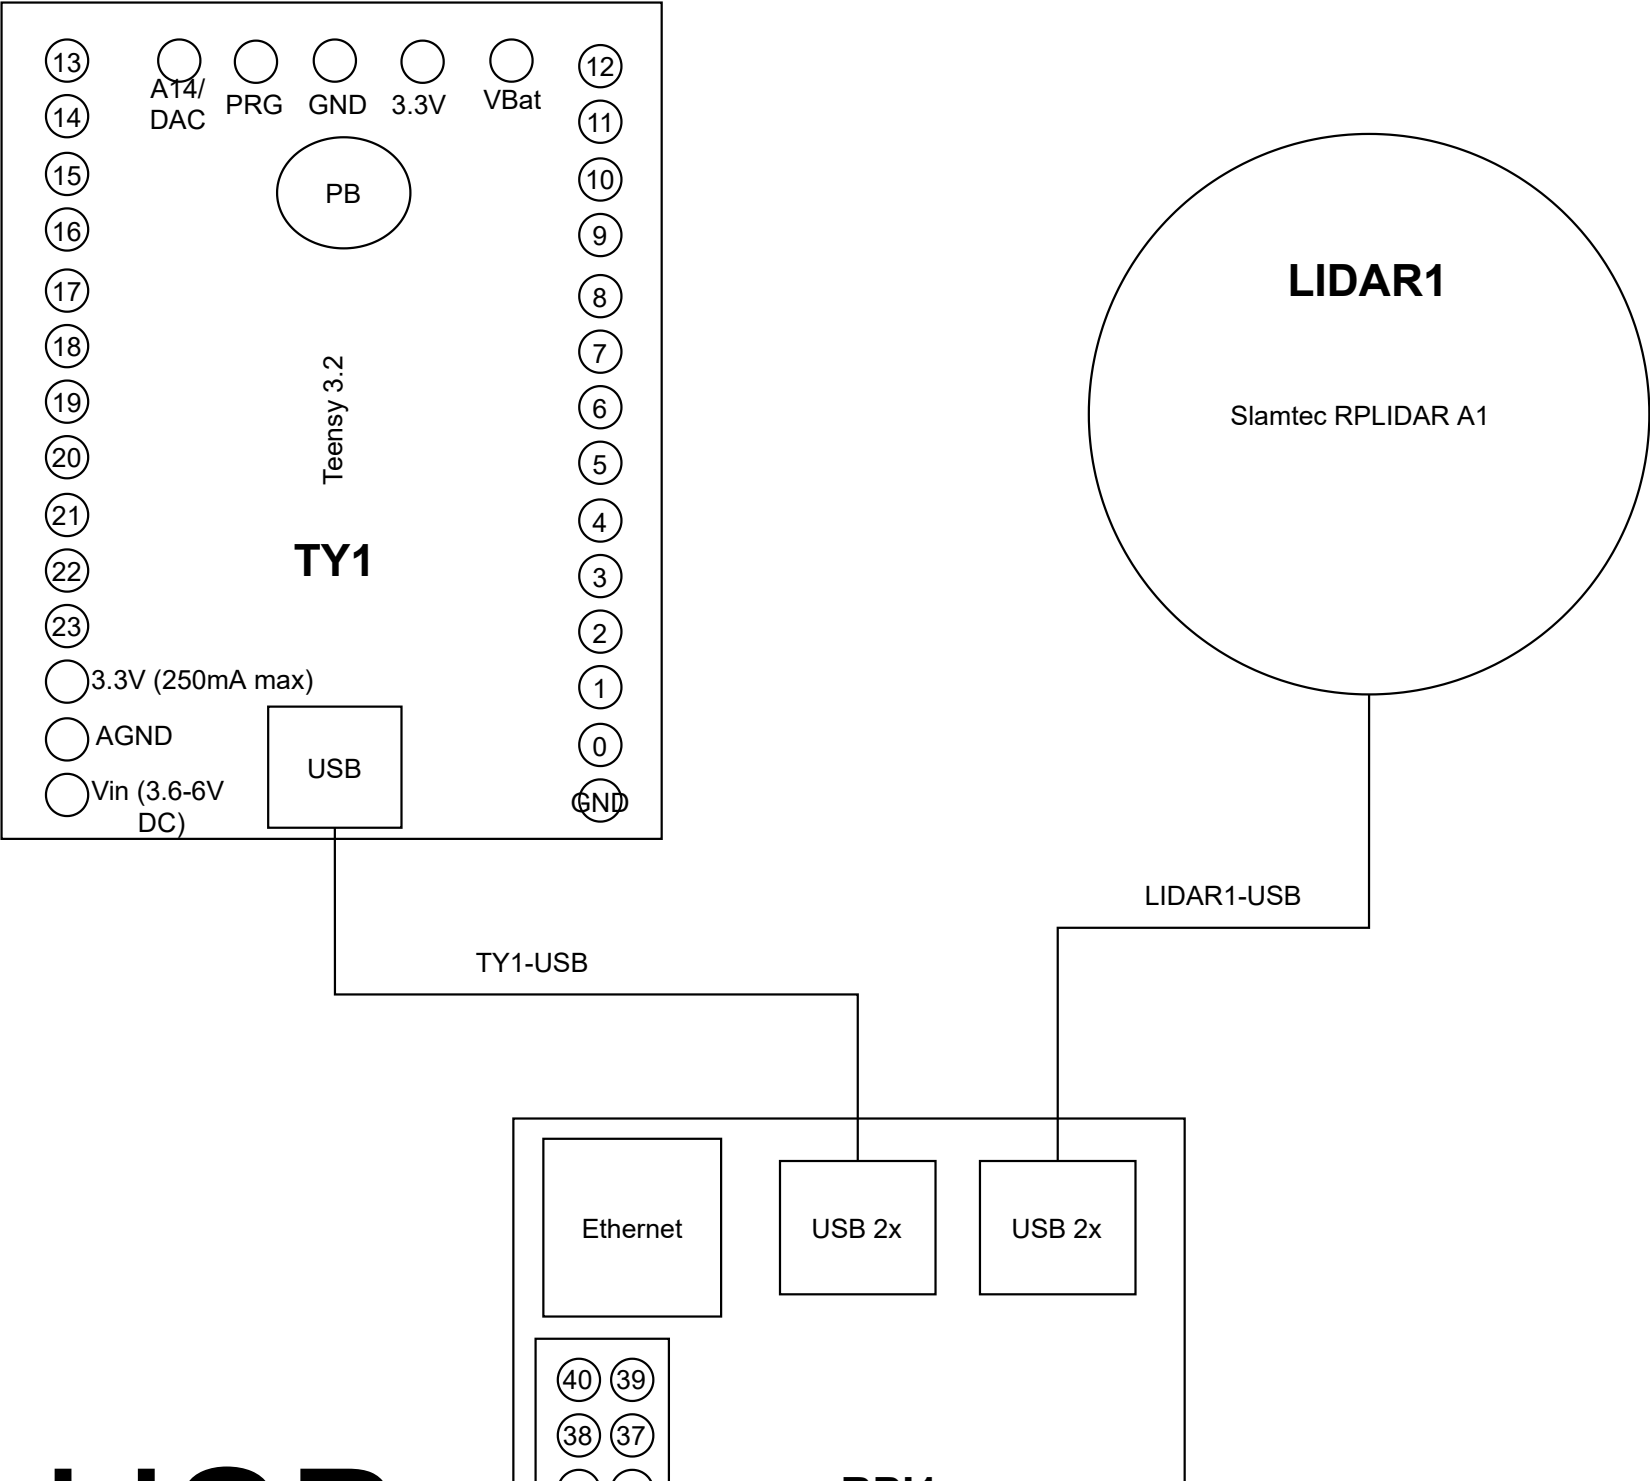 13
A14/
DAC
PRG
GND
3.3V
VBat
12
14
11
15
PB
10
16
9
17
8
18
7
Teensy 3.2
19
6
20
5
21
4
TY1
22
3
23
2
3.3V (250mA max)
1
AGND
0
USB
Vin (3.6-6V
DC)
GND
LIDAR1
Slamtec RPLIDAR A1
LIDAR1-USB
TY1-USB
Ethernet
USB 2x
USB 2x
40 39
38 37